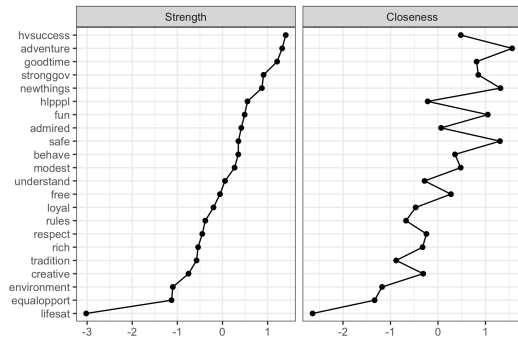 Strength Closeness
hvsuccess
adventure
goodtime
stronggov
newthings
hlpppl
fun
admired
safe
behave
modest
understand
free
loyal
rules
respect
rich
tradition
creative
environment
equalopport
lifesat
-3 -2 -1 0 1 -2 -1 0 1